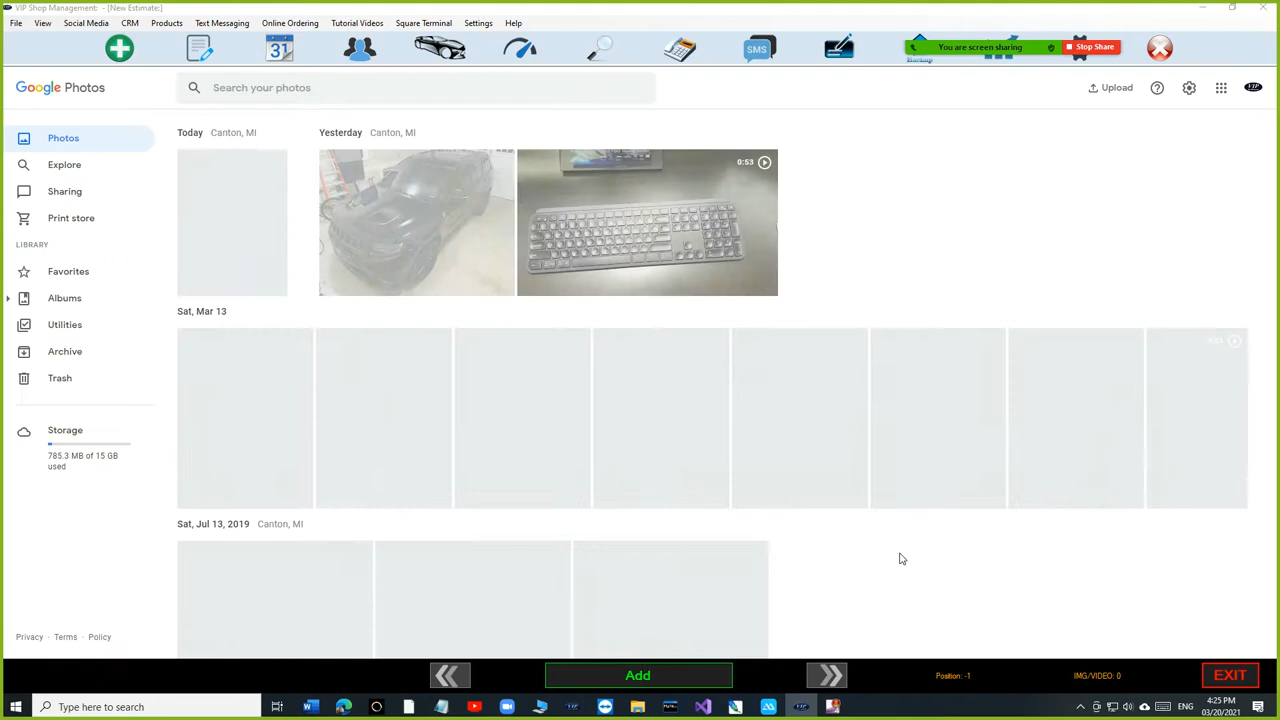 VIP Shop Management: - [New Estimate:]
File View Social Media CRM Products Text Messaging Online Ordering Tutorial Videos Square Terminal Settings Help
31
SMS
Backup
You are screen sharing
Stop Share
Google Photos
Search your photos
Upload
VIP
Photos
Explore
Sharing
Print store
LIBRARY
Favorites
Albums
Utilities
Archive
Trash
Storage
785.3 MB of 15 GB
used
Privacy · Terms · Policy
Today Canton, MI
Yesterday Canton, MI
0:53
Sat, Mar 13
Sat, Jul 13, 2019 Canton, MI
Add
Position: -1
IMG/VIDEO: 0
EXIT
Type here to search
4:25 PM
03/20/2021